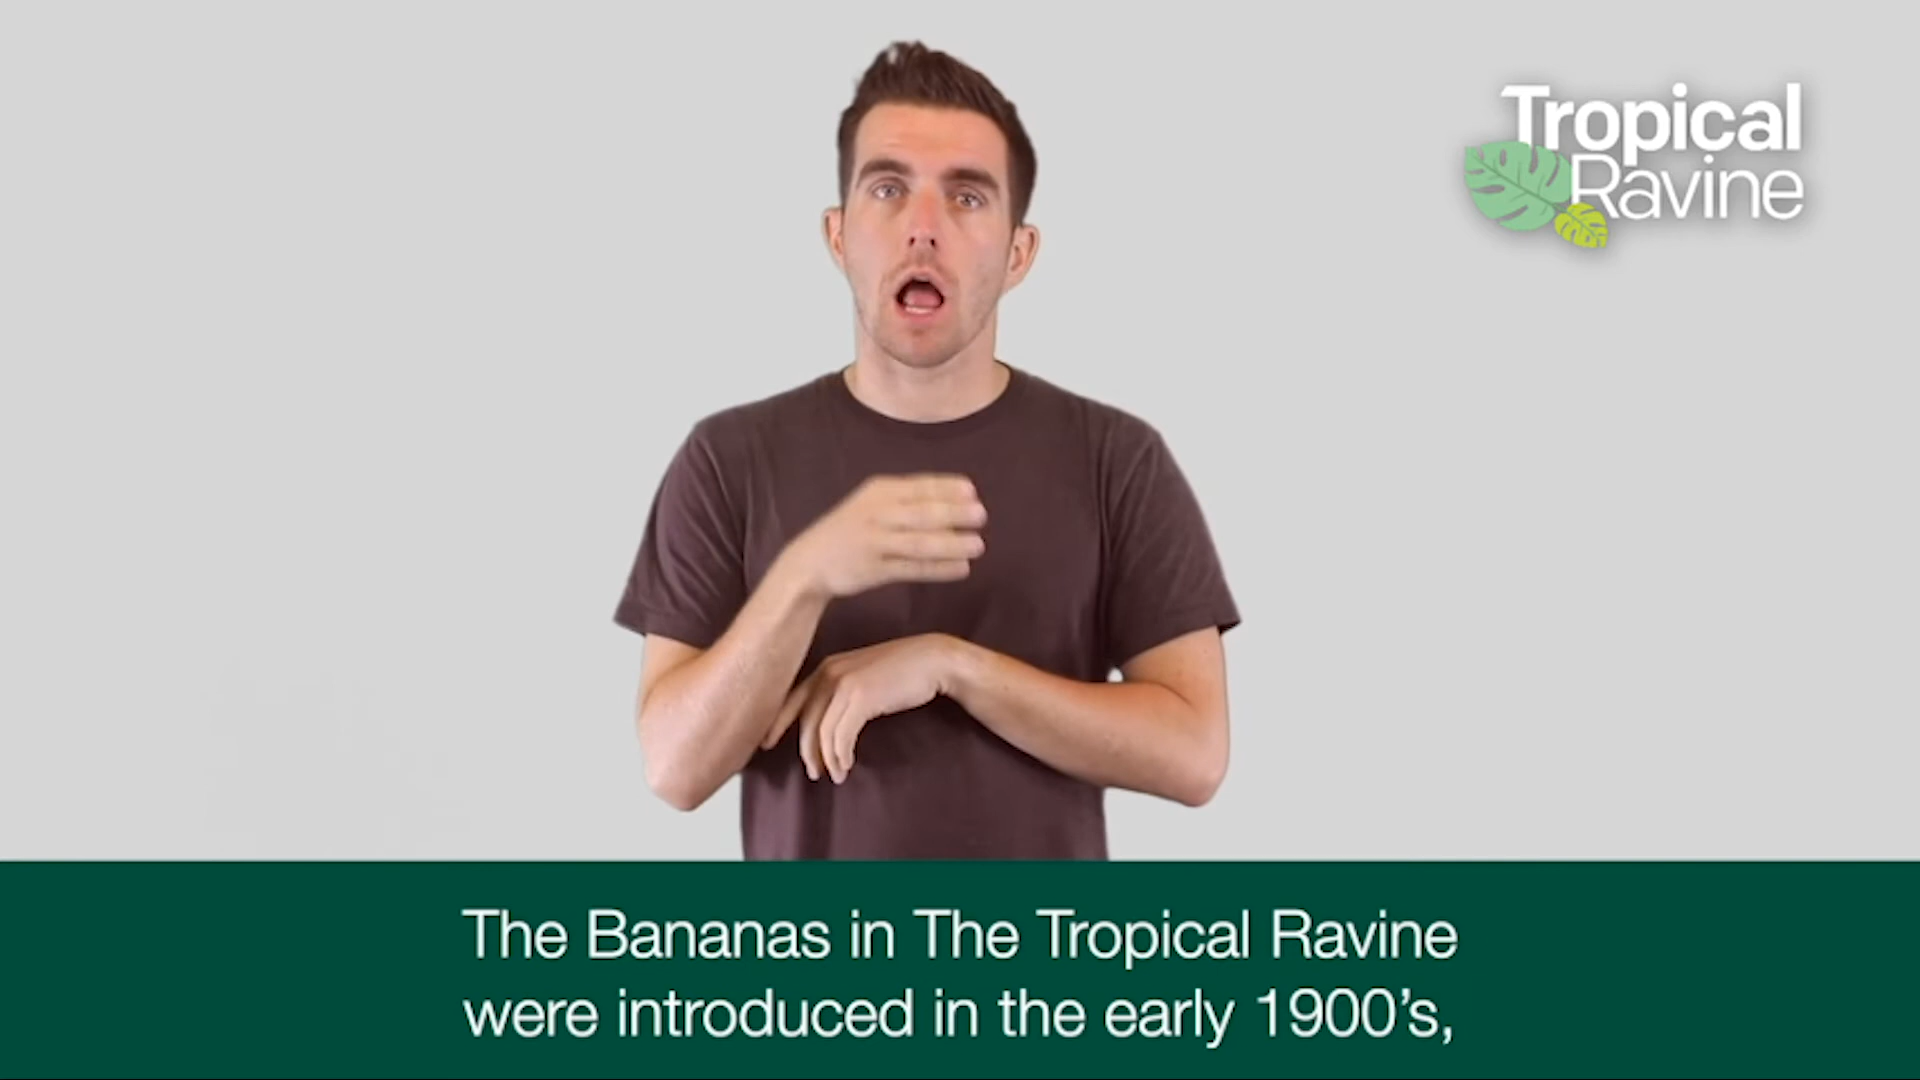 Tropical
Ravine
The Bananas in The Tropical Ravine
were introduced in the early 1900's,